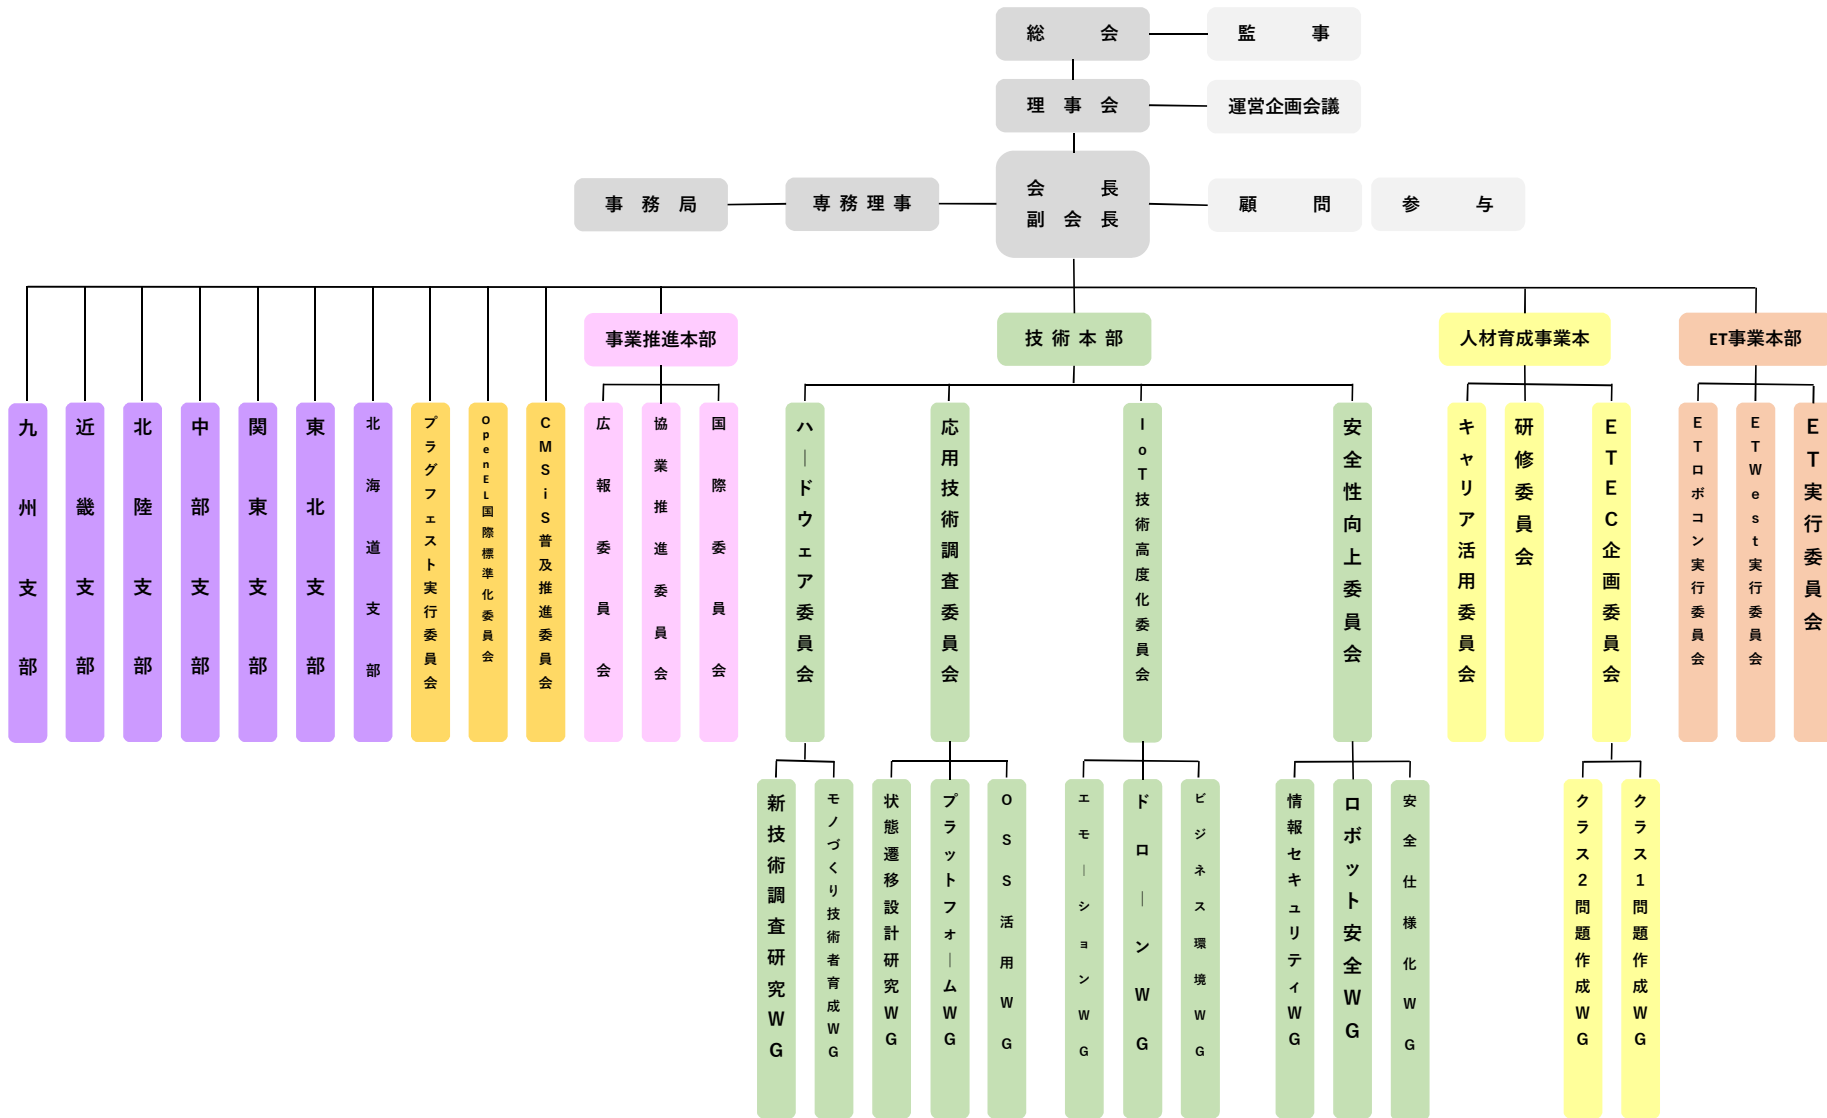 総会
監事
理事会
運営企画会議
会長
副会長
事務局
専務理事
顧問
参与
事業推進本部
技術本部
人材育成事業本
ET事業本部
九州支部
近畿支部
北陸支部
中部支部
関東支部
東北支部
北海道支部
プラグフェスト実行委員会
OpenEL国際標準化委員会
CMSiS普及推進委員会
広報委員会
協業推進委員会
国際委員会
ハードウェア委員会
応用技術調査委員会
IoT技術高度化委員会
安全性向上委員会
キャリア活用委員会
研修委員会
ETEC企画委員会
ETロボコン実行委員会
ETWest実行委員会
ET実行委員会
新技術調査研究WG
モノづくり技術者育成WG
状態遷移設計研究WG
プラットフォームWG
OSS活用WG
エモーションWG
ドローンWG
ビジネス環境WG
情報セキュリティWG
ロボット安全WG
安全仕様化WG
クラス2問題作成WG
クラス1問題作成WG